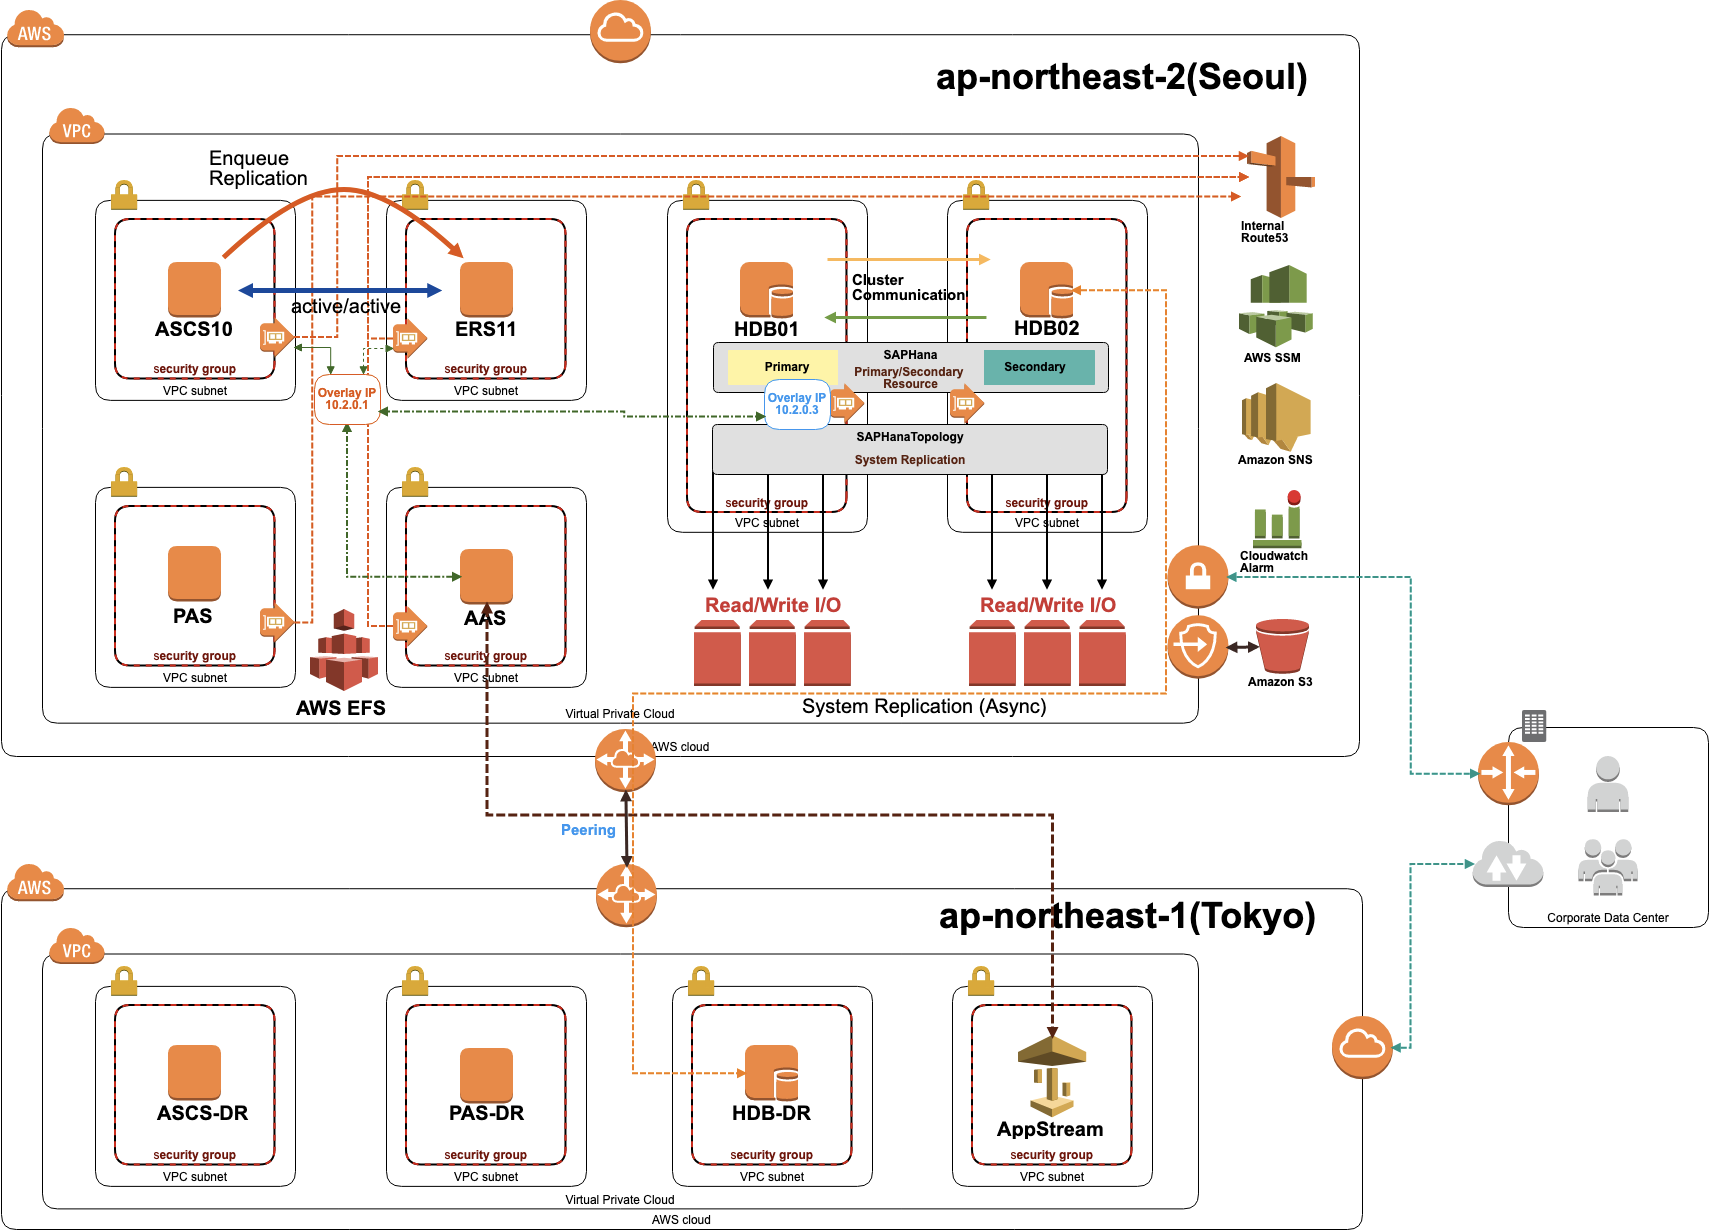 AWS
ap-northeast-2(Seoul)
VPC
Enqueue
Replication
Internal
Route53
ASCS10
active/active
ERS11
security group
VPC subnet
security group
VPC subnet
Overlay IP
10.2.0.1
HDB01
Cluster
Communication
HDB02
Primary
SAPHana
Primary/Secondary
Resource
Secondary
Overlay IP
10.2.0.3
SAPHanaTopology
System Replication
security group
VPC subnet
security group
VPC subnet
AWS SSM
Amazon SNS
Cloudwatch
Alarm
Amazon S3
PAS
security group
VPC subnet
AWS EFS
AAS
security group
VPC subnet
Read/Write I/O
Read/Write I/O
System Replication (Async)
Virtual Private Cloud
AWS cloud
Peering
Corporate Data Center
AWS
ap-northeast-1(Tokyo)
VPC
ASCS-DR
security group
VPC subnet
PAS-DR
security group
VPC subnet
HDB-DR
security group
VPC subnet
AppStream
security group
VPC subnet
Virtual Private Cloud
AWS cloud